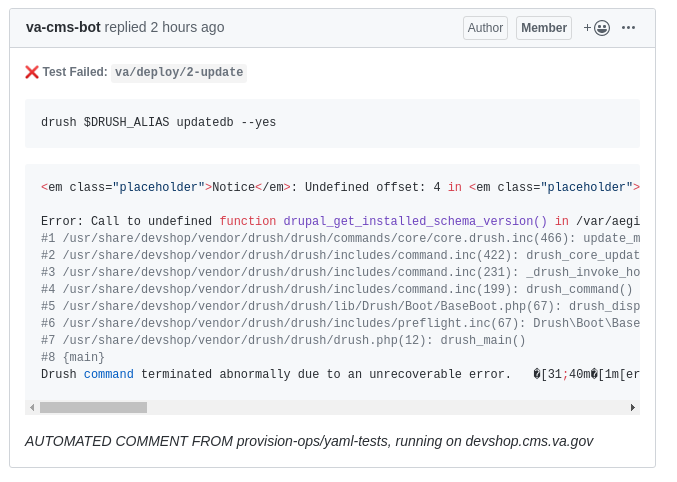 va-cms-bot replied 2 hours ago Author Member
Test Failed: va/deploy/2-update
drush $DRUSH_ALIAS updatedb --yes
<em class="placeholder">Notice</em>: Undefined offset: 4 in <em class="placeholder">
Error: Call to undefined function drupal_get_installed_schema_version() in /var/aegi
#1 /usr/share/devshop/vendor/drush/drush/commands/core/core.drush.inc(466): update_m
#2 /usr/share/devshop/vendor/drush/drush/includes/command.inc(422): drush_core_updat
#3 /usr/share/devshop/vendor/drush/drush/includes/command.inc(231): _drush_invoke_ho
#4 /usr/share/devshop/vendor/drush/drush/includes/command.inc(199): drush_command()
#5 /usr/share/devshop/vendor/drush/drush/lib/Drush/Boot/BaseBoot.php(67): drush_disp
#6 /usr/share/devshop/vendor/drush/drush/includes/preflight.inc(67): Drush\Boot\Base
#7 /usr/share/devshop/vendor/drush/drush/drush.php(12): drush_main()
#8 {main}
Drush command terminated abnormally due to an unrecoverable error. �[31;40m�[1m[er
AUTOMATED COMMENT FROM provision-ops/yaml-tests, running on devshop.cms.va.gov